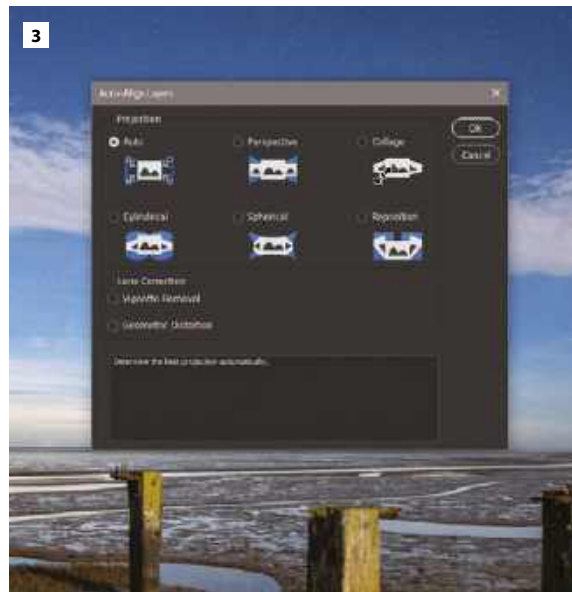 3
Auto-Align Layers
Projection
Auto
Perspective
Collage
OK
Cancel
Cylindrical
Spherical
Reposition
Lens Correction
Vignette Removal
Geometric Distortion
Determine the best projection automatically.